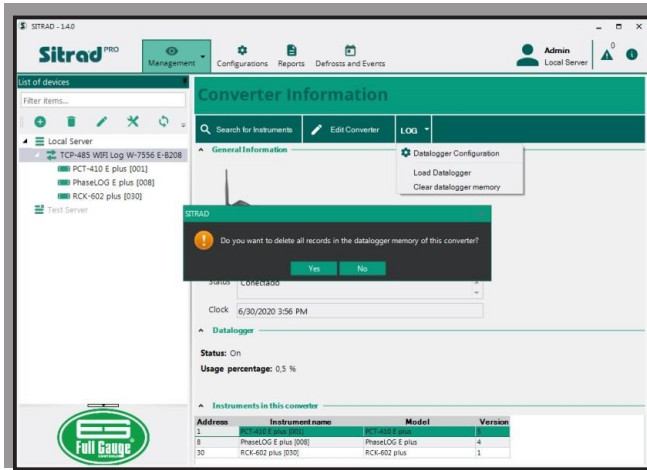 SITRAD - 1.4.0
Sitrad PRO
Management
Configurations
Reports
Defrosts and Events
Admin
Local Server
0
List of devices
Filter items...
Local Server
TCP-485 WIFI Log W-7556 E-8208
PCT-410 E plus [001]
PhaseLOG E plus [008]
RCK-602 plus [030]
Test Server
Converter Information
Search for Instruments
Edit Converter
LOG
Datalogger Configuration
Load Datalogger
Clear datalogger memory
General Information
SITRAD
Do you want to delete all records in the datalogger memory of this converter?
Yes
No
Status
Conectado
Clock
6/30/2020 3:56 PM
Datalogger
Status: On
Usage percentage: 0,5 %
Instruments in this converter
Address Instrument name Model Version
1 PCT-410 E plus [001] PCT-410 E plus 5
8 PhaseLOG E plus [008] PhaseLOG E plus 4
30 RCK-602 plus [030] RCK-602 plus 1
Full Gauge